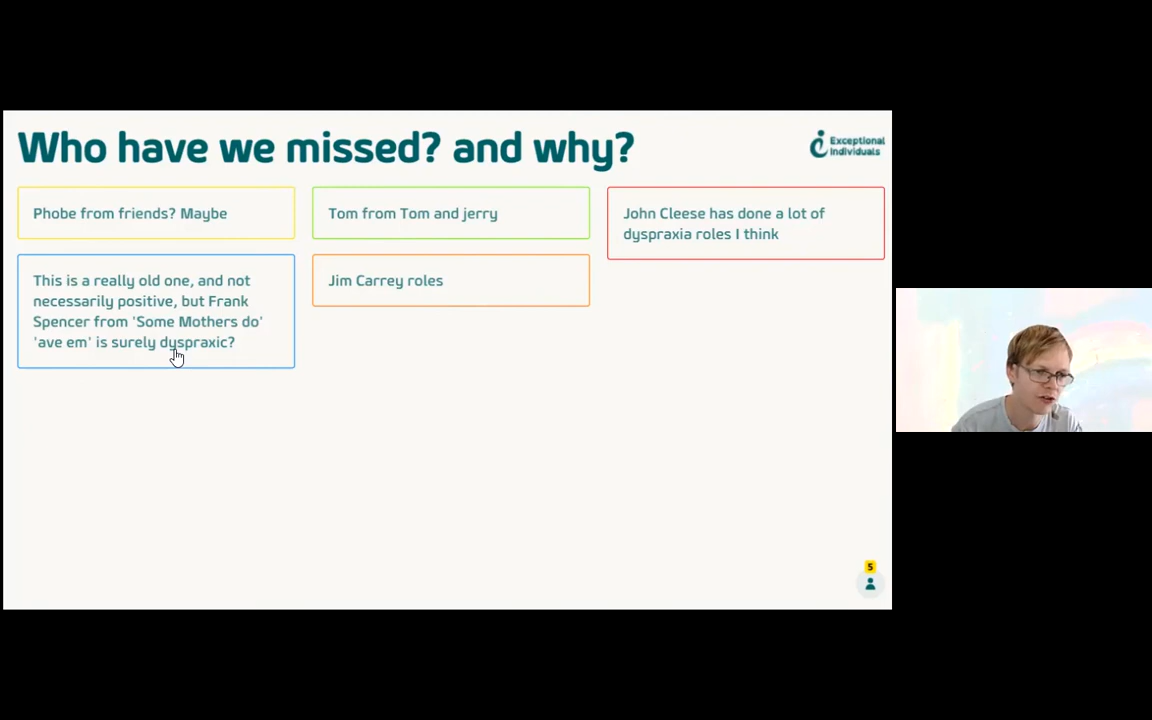 Who have we missed? and why?
Exceptional
Individuals
Phobe from friends? Maybe
Tom from Tom and jerry
John Cleese has done a lot of
dyspraxia roles I think
This is a really old one, and not
necessarily positive, but Frank
Spencer from 'Some Mothers do'
'ave em' is surely dyspraxic?
Jim Carrey roles
5